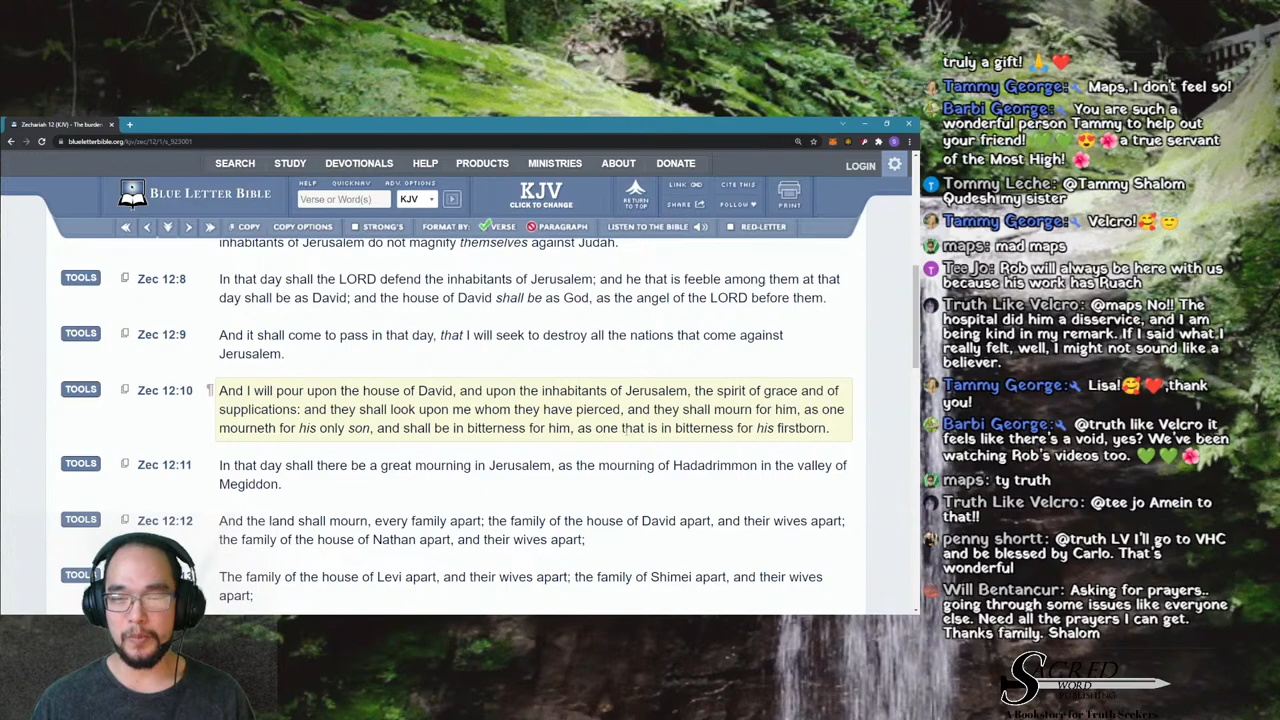 Zechariah 12 (KJV) - The burden
blueletterbible.org/kjv/zec/12/1/s_923001
SEARCH STUDY DEVOTIONALS HELP PRODUCTS MINISTRIES ABOUT DONATE
LOGIN
BLUE LETTER BIBLE
HELP QUICKNAV ADV. OPTIONS
Verse or Word(s) KJV
KJV
CLICK TO CHANGE
RETURN
TO TOP
LINK
SHARE
CITE THIS
FOLLOW
PRINT
COPY COPY OPTIONS STRONG'S FORMAT BY: VERSE PARAGRAPH LISTEN TO THE BIBLE RED-LETTER
inhabitants of Jerusalem do not magnify themselves against Judah.
TOOLS Zec 12:8 In that day shall the LORD defend the inhabitants of Jerusalem; and he that is feeble among them at that
day shall be as David; and the house of David shall be as God, as the angel of the LORD before them.
TOOLS Zec 12:9 And it shall come to pass in that day, that I will seek to destroy all the nations that come against
Jerusalem.
TOOLS Zec 12:10 ¶ And I will pour upon the house of David, and upon the inhabitants of Jerusalem, the spirit of grace and of
supplications: and they shall look upon me whom they have pierced, and they shall mourn for him, as one
mourneth for his only son, and shall be in bitterness for him, as one that is in bitterness for his firstborn.
TOOLS Zec 12:11 In that day shall there be a great mourning in Jerusalem, as the mourning of Hadadrimmon in the valley of
Megiddon.
TOOLS Zec 12:12 And the land shall mourn, every family apart; the family of the house of David apart, and their wives apart;
the family of the house of Nathan apart, and their wives apart;
The family of the house of Levi apart, and their wives apart; the family of Shimei apart, and their wives
apart;
truly a gift! 🙏❤️
Tammy George: Maps, I don't feel so!
Barbi George: You are such a
wonderful person Tammy to help out
your friend! 💚😍🌺 a true servant
of the Most High! 🌺
Tommy Leche: @Tammy Shalom
Qudesh my sister
Tammy George: Velcro! 🥰😇
maps: mad maps
Tee Jo: Rob will always be here with us
because his work has Ruach
Truth Like Velcro: @maps No!! The
hospital did him a disservice, and I am
being kind in my remark. If I said what I
really felt, well, I might not sound like a
believer.
Tammy George: Lisa!🥰❤️,thank
you!
Barbi George: @truth like Velcro it
feels like there's a void, yes? We've been
watching Rob's videos too. 💚💚🌺
maps: ty truth
Truth Like Velcro: @tee jo Amein to
that!!
penny shortt: @truth LV I'll go to VHC
and be blessed by Carlo. That's
wonderful
Will Bentancur: Asking for prayers..
going through some issues like everyone
else. Need all the prayers I can get.
Thanks family. Shalom
SACRED
WORD
PUBLISHING
A Bookstore for Truth Seekers